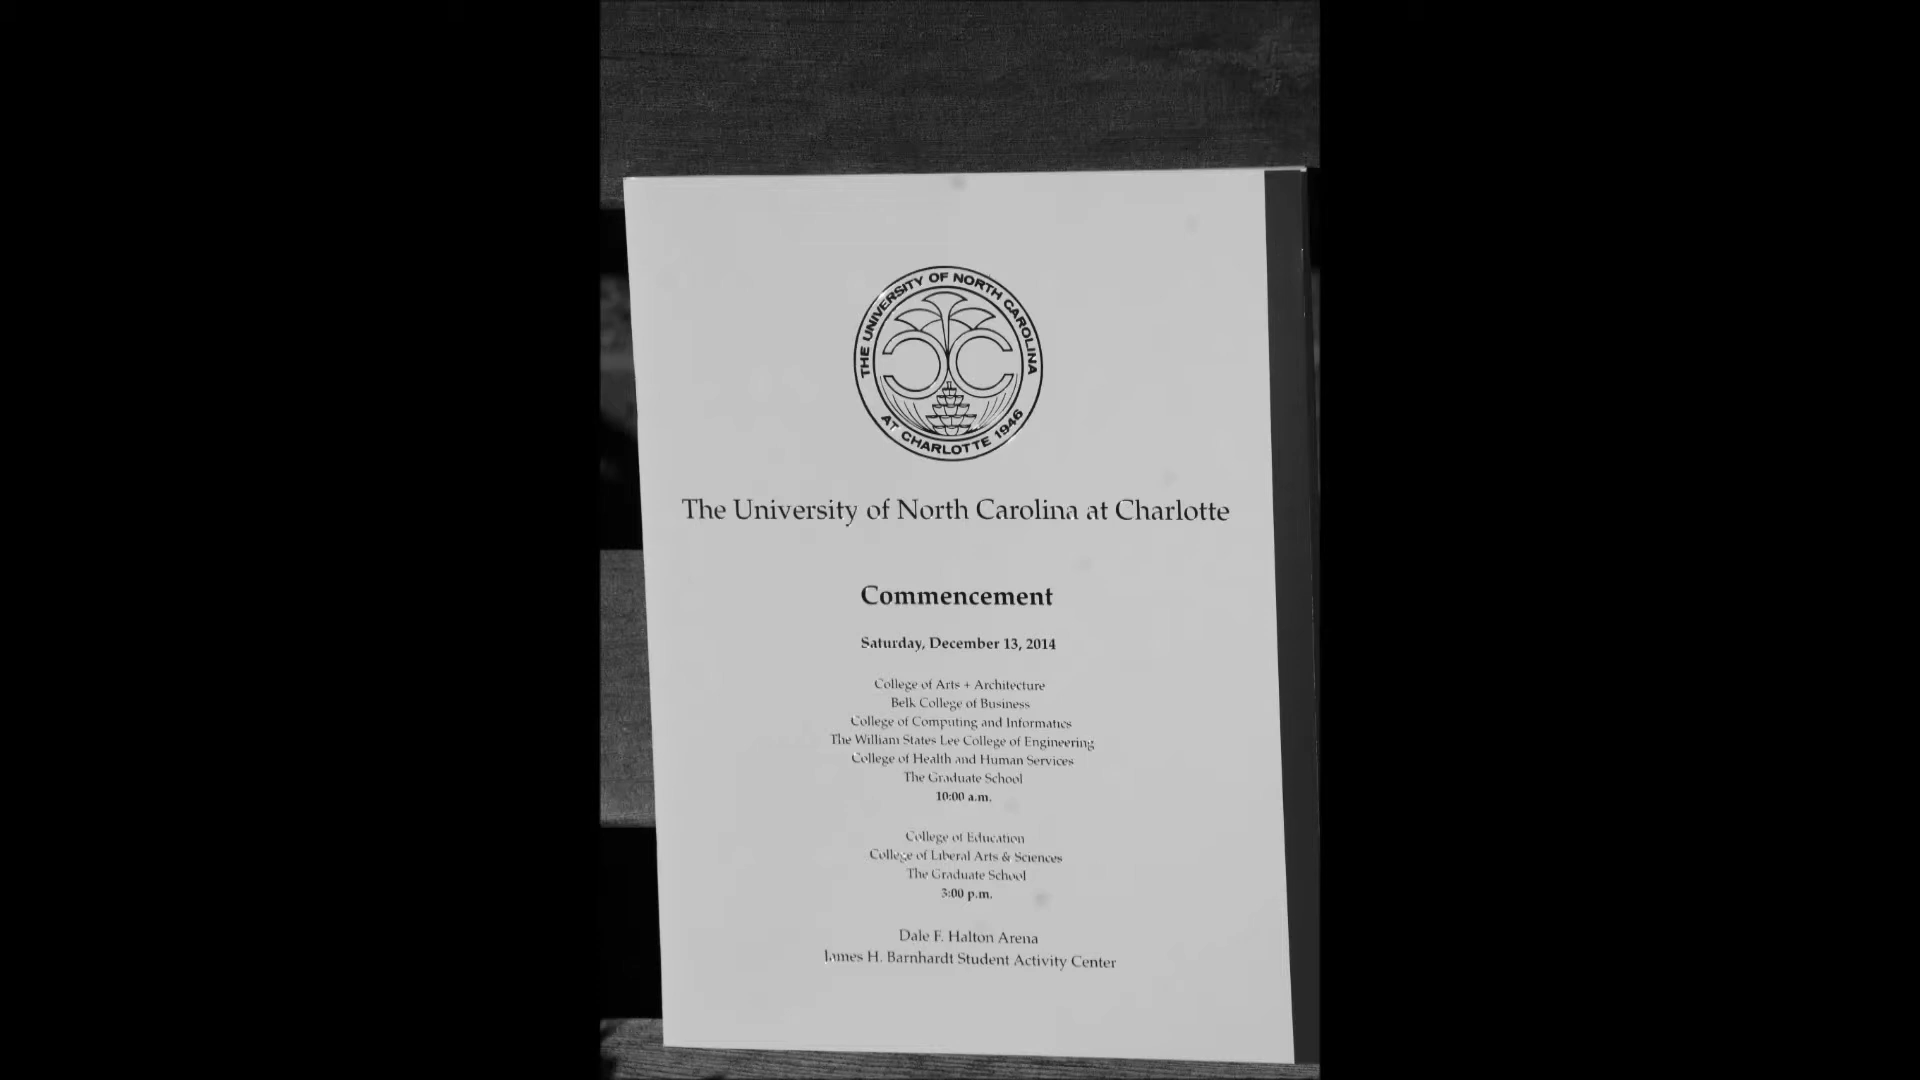 THE UNIVERSITY OF NORTH CAROLINA
AT CHARLOTTE 1946
The University of North Carolina at Charlotte
Commencement
Saturday, December 13, 2014
College of Arts + Architecture
Belk College of Business
College of Computing and Informatics
The William States Lee College of Engineering
College of Health and Human Services
The Graduate School
10:00 a.m.
College of Education
College of Liberal Arts & Sciences
The Graduate School
3:00 p.m.
Dale F. Halton Arena
James H. Barnhardt Student Activity Center